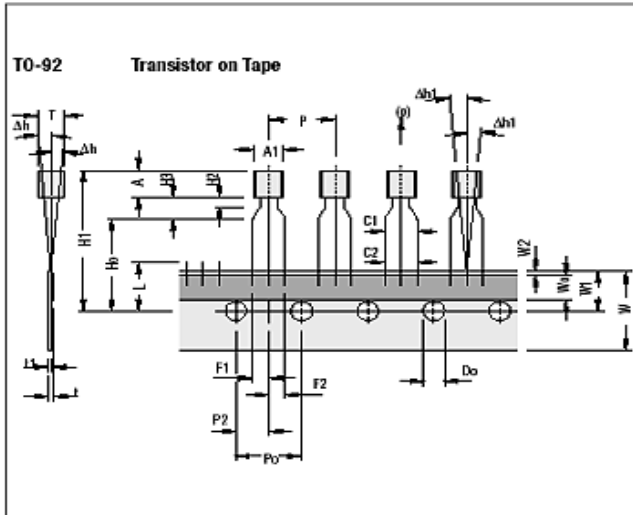 TO-92 Transistor on Tape
Δh1
T
P
(p)
Δh
Δh1
Δh
A1
A
H3
H2
H1
C1
Ho
C2
L
W2
Wo
W1
W
F1
F2
Do
t
P2
Po